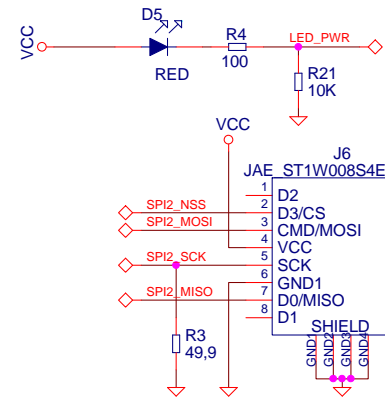 D5
R4
LED_PWR
VCC
100
R21
10K
RED
VCC
J6
JAE_ST1W008S4E
1 D2
SPI2_NSS 2 D3/CS
SPI2_MOSI 3 CMD/MOSI
4 VCC
SPI2_SCK 5 SCK
6 GND1
SPI2_MISO 7 D0/MISO
8 D1
R3
49,9
SHIELD
GND1 GND2 GND3 GND4